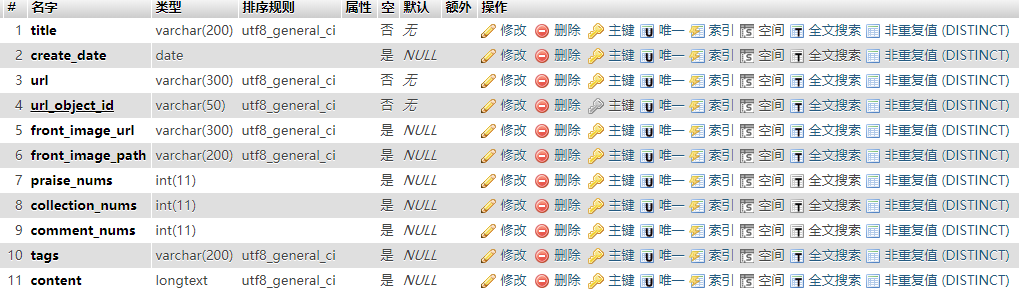 # 名字 类型 排序规则 属性 空 默认 额外 操作
1 title varchar(200) utf8_general_ci 否 无 修改 删除 主键 唯一 索引 空间 全文搜索 非重复值 (DISTINCT)
2 create_date date 是 NULL 修改 删除 主键 唯一 索引 空间 全文搜索 非重复值 (DISTINCT)
3 url varchar(300) utf8_general_ci 否 无 修改 删除 主键 唯一 索引 空间 全文搜索 非重复值 (DISTINCT)
4 url_object_id varchar(50) utf8_general_ci 否 无 修改 删除 主键 唯一 索引 空间 全文搜索 非重复值 (DISTINCT)
5 front_image_url varchar(300) utf8_general_ci 是 NULL 修改 删除 主键 唯一 索引 空间 全文搜索 非重复值 (DISTINCT)
6 front_image_path varchar(200) utf8_general_ci 是 NULL 修改 删除 主键 唯一 索引 空间 全文搜索 非重复值 (DISTINCT)
7 praise_nums int(11) 是 NULL 修改 删除 主键 唯一 索引 空间 全文搜索 非重复值 (DISTINCT)
8 collection_nums int(11) 是 NULL 修改 删除 主键 唯一 索引 空间 全文搜索 非重复值 (DISTINCT)
9 comment_nums int(11) 是 NULL 修改 删除 主键 唯一 索引 空间 全文搜索 非重复值 (DISTINCT)
10 tags varchar(200) utf8_general_ci 是 NULL 修改 删除 主键 唯一 索引 空间 全文搜索 非重复值 (DISTINCT)
11 content longtext utf8_general_ci 是 NULL 修改 删除 主键 唯一 索引 空间 全文搜索 非重复值 (DISTINCT)